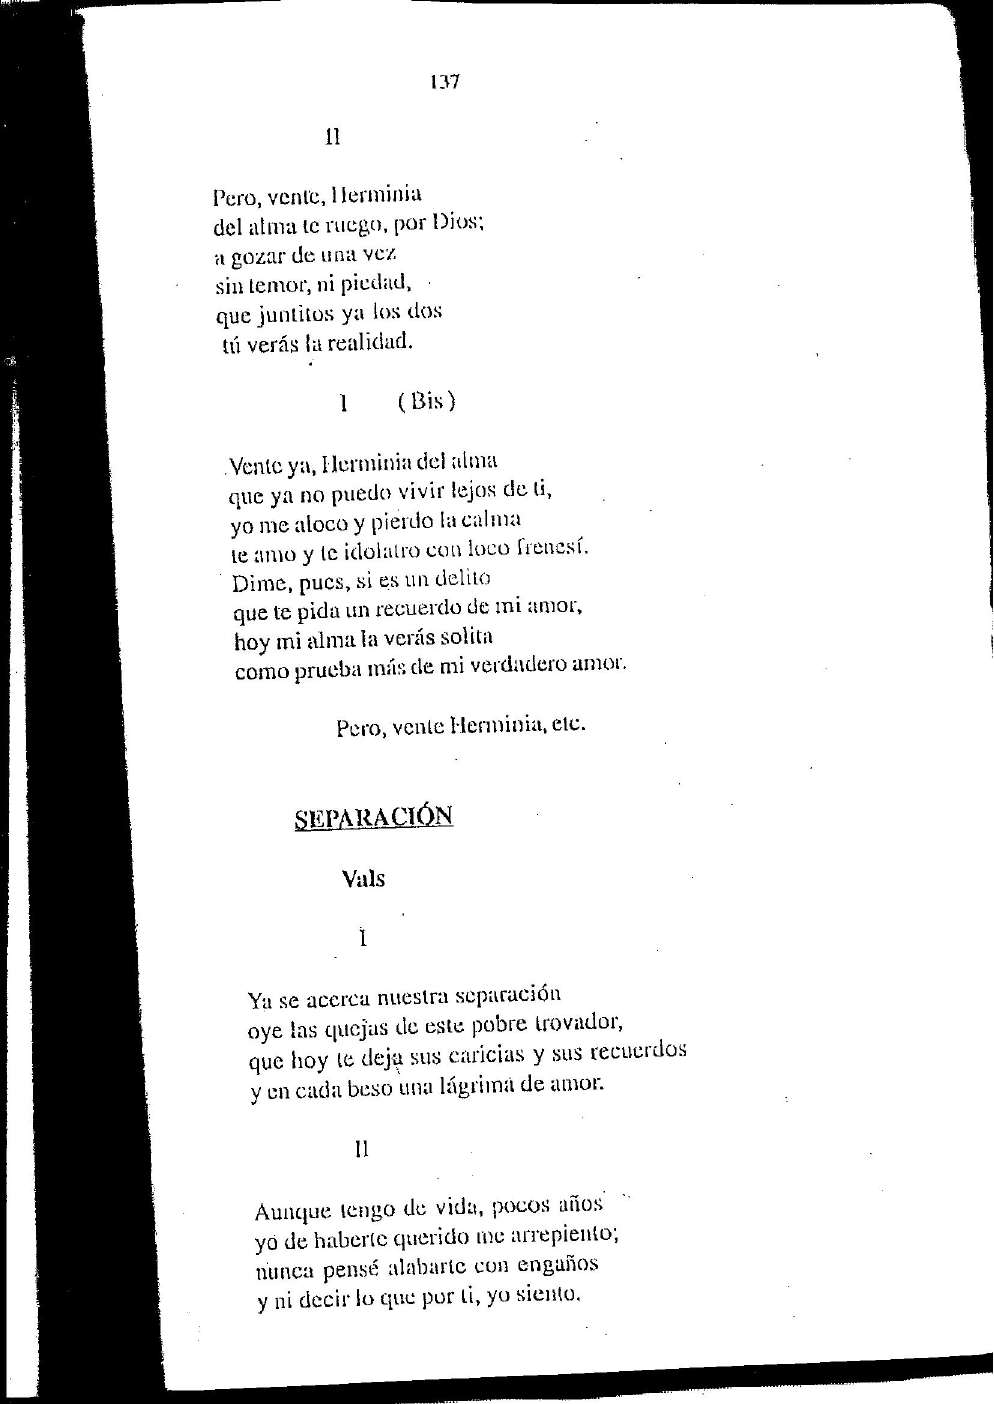 137
II
Pero, vente, Herminia
del alma te ruego, por Dios;
a gozar de una vez
sin temor, ni piedad,
que juntitos ya los dos
tú verás la realidad.
I (Bis)
Vente ya, Herminia del alma
que ya no puedo vivir lejos de ti,
yo me aloco y pierdo la calma
te amo y te idolatro con loco frenesí.
Dime, pues, si es un delito
que te pida un recuerdo de mi amor,
hoy mi alma la verás solita
como prueba más de mi verdadero amor.
Pero, vente Herminia, etc.
SEPARACIÓN
Vals
I
Ya se acerca nuestra separación
oye las quejas de este pobre trovador,
que hoy te deja sus caricias y sus recuerdos
y en cada beso una lágrima de amor.
II
Aunque tengo de vida, pocos años
yo de haberte querido me arrepiento;
nunca pensé alabarte con engaños
y ni decir lo que por ti, yo siento.